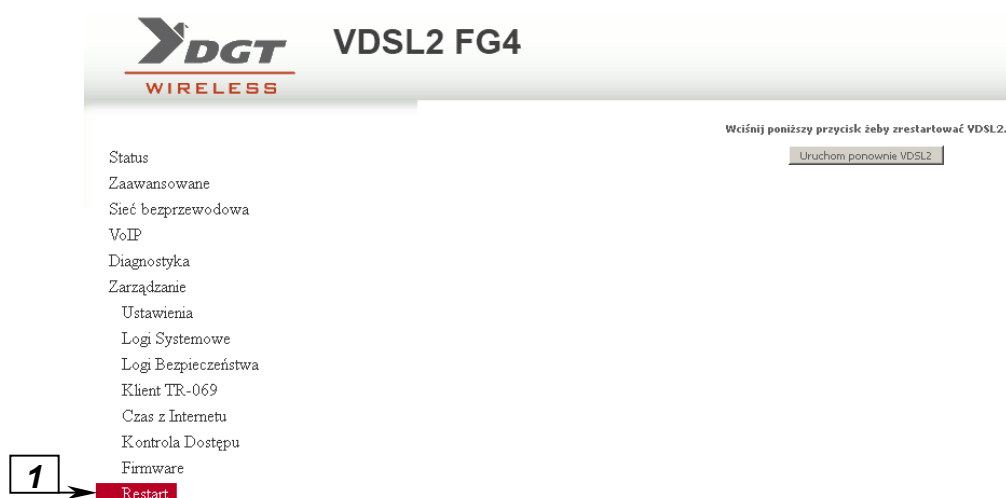 DGT
WIRELESS
VDSL2 FG4
Wciśnij poniższy przycisk żeby zrestartować VDSL2.
Uruchom ponownie VDSL2
Status
Zaawansowane
Sieć bezprzewodowa
VoIP
Diagnostyka
Zarządzanie
Ustawienia
Logi Systemowe
Logi Bezpieczeństwa
Klient TR-069
Czas z Internetu
Kontrola Dostępu
Firmware
1
Restart